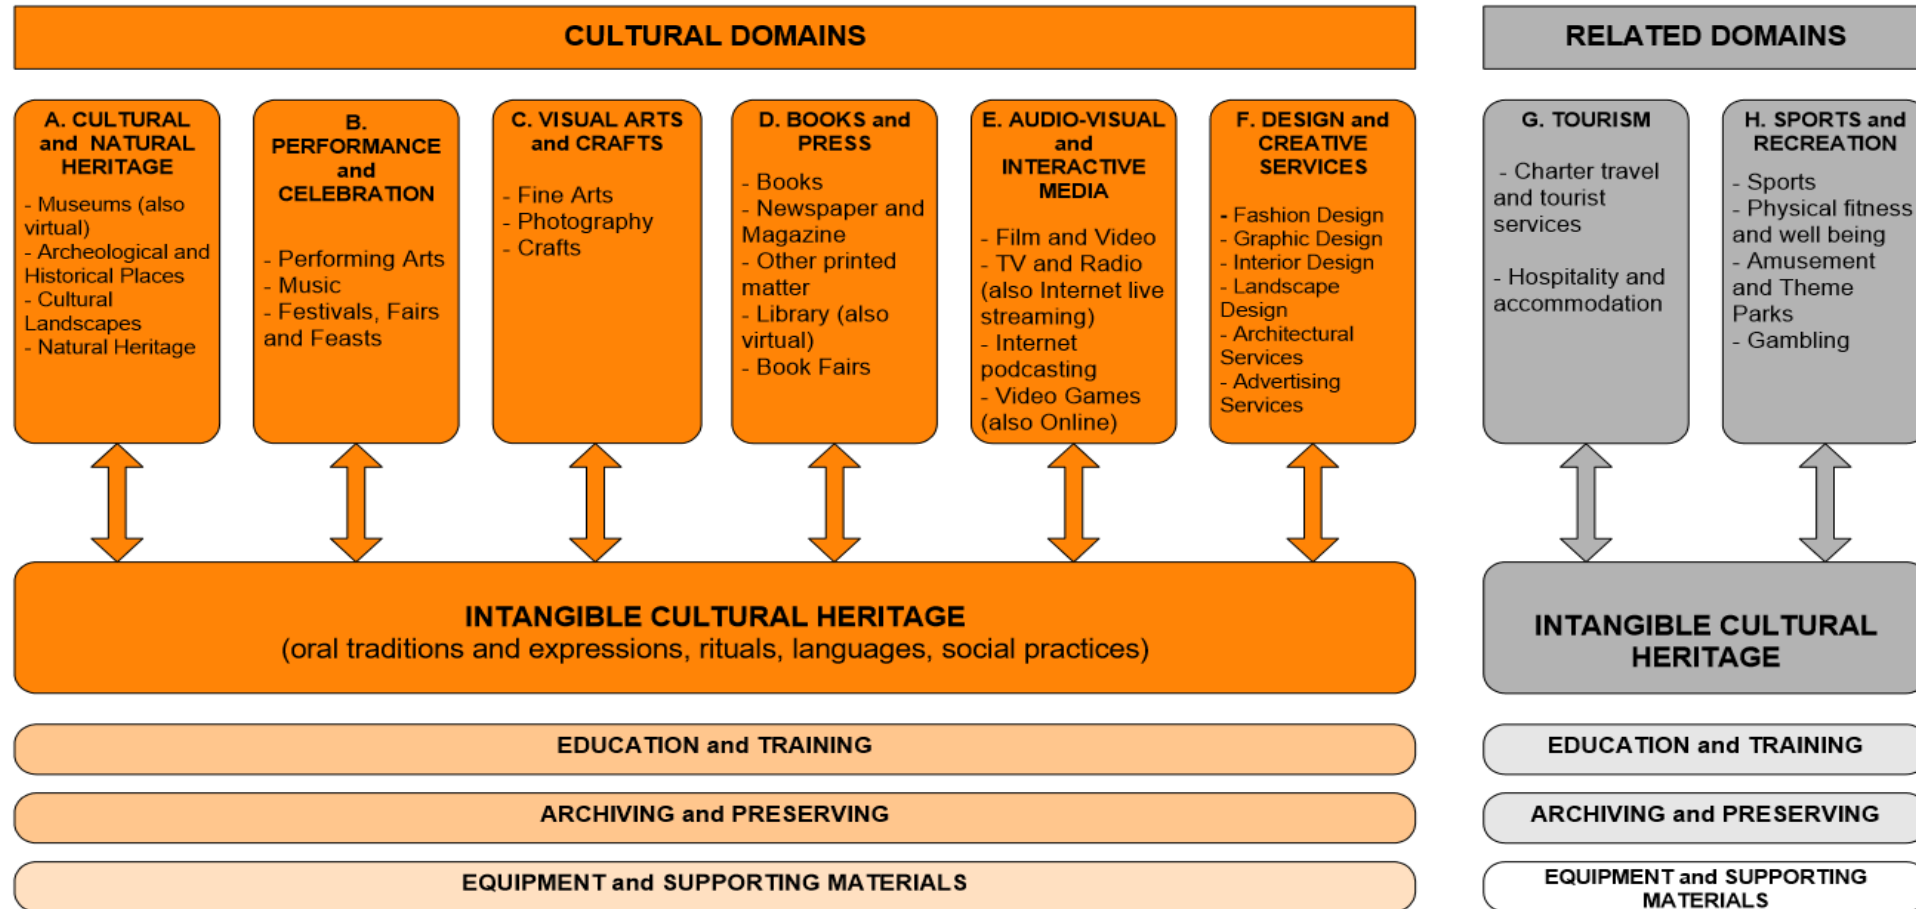 CULTURAL DOMAINS
RELATED DOMAINS
A. CULTURAL
and NATURAL
HERITAGE
- Museums (also
virtual)
- Archeological and
Historical Places
- Cultural
Landscapes
- Natural Heritage
B.
PERFORMANCE
and
CELEBRATION
- Performing Arts
- Music
- Festivals, Fairs
and Feasts
C. VISUAL ARTS
and CRAFTS
- Fine Arts
- Photography
- Crafts
D. BOOKS and
PRESS
- Books
- Newspaper and
Magazine
- Other printed
matter
- Library (also
virtual)
- Book Fairs
E. AUDIO-VISUAL
and
INTERACTIVE
MEDIA
- Film and Video
- TV and Radio
(also Internet live
streaming)
- Internet
podcasting
- Video Games
(also Online)
F. DESIGN and
CREATIVE
SERVICES
- Fashion Design
- Graphic Design
- Interior Design
- Landscape
Design
- Architectural
Services
- Advertising
Services
G. TOURISM
- Charter travel
and tourist
services
- Hospitality and
accommodation
H. SPORTS and
RECREATION
- Sports
- Physical fitness
and well being
- Amusement
and Theme
Parks
- Gambling
INTANGIBLE CULTURAL HERITAGE
(oral traditions and expressions, rituals, languages, social practices)
INTANGIBLE CULTURAL
HERITAGE
EDUCATION and TRAINING
EDUCATION and TRAINING
ARCHIVING and PRESERVING
ARCHIVING and PRESERVING
EQUIPMENT and SUPPORTING MATERIALS
EQUIPMENT and SUPPORTING
MATERIALS